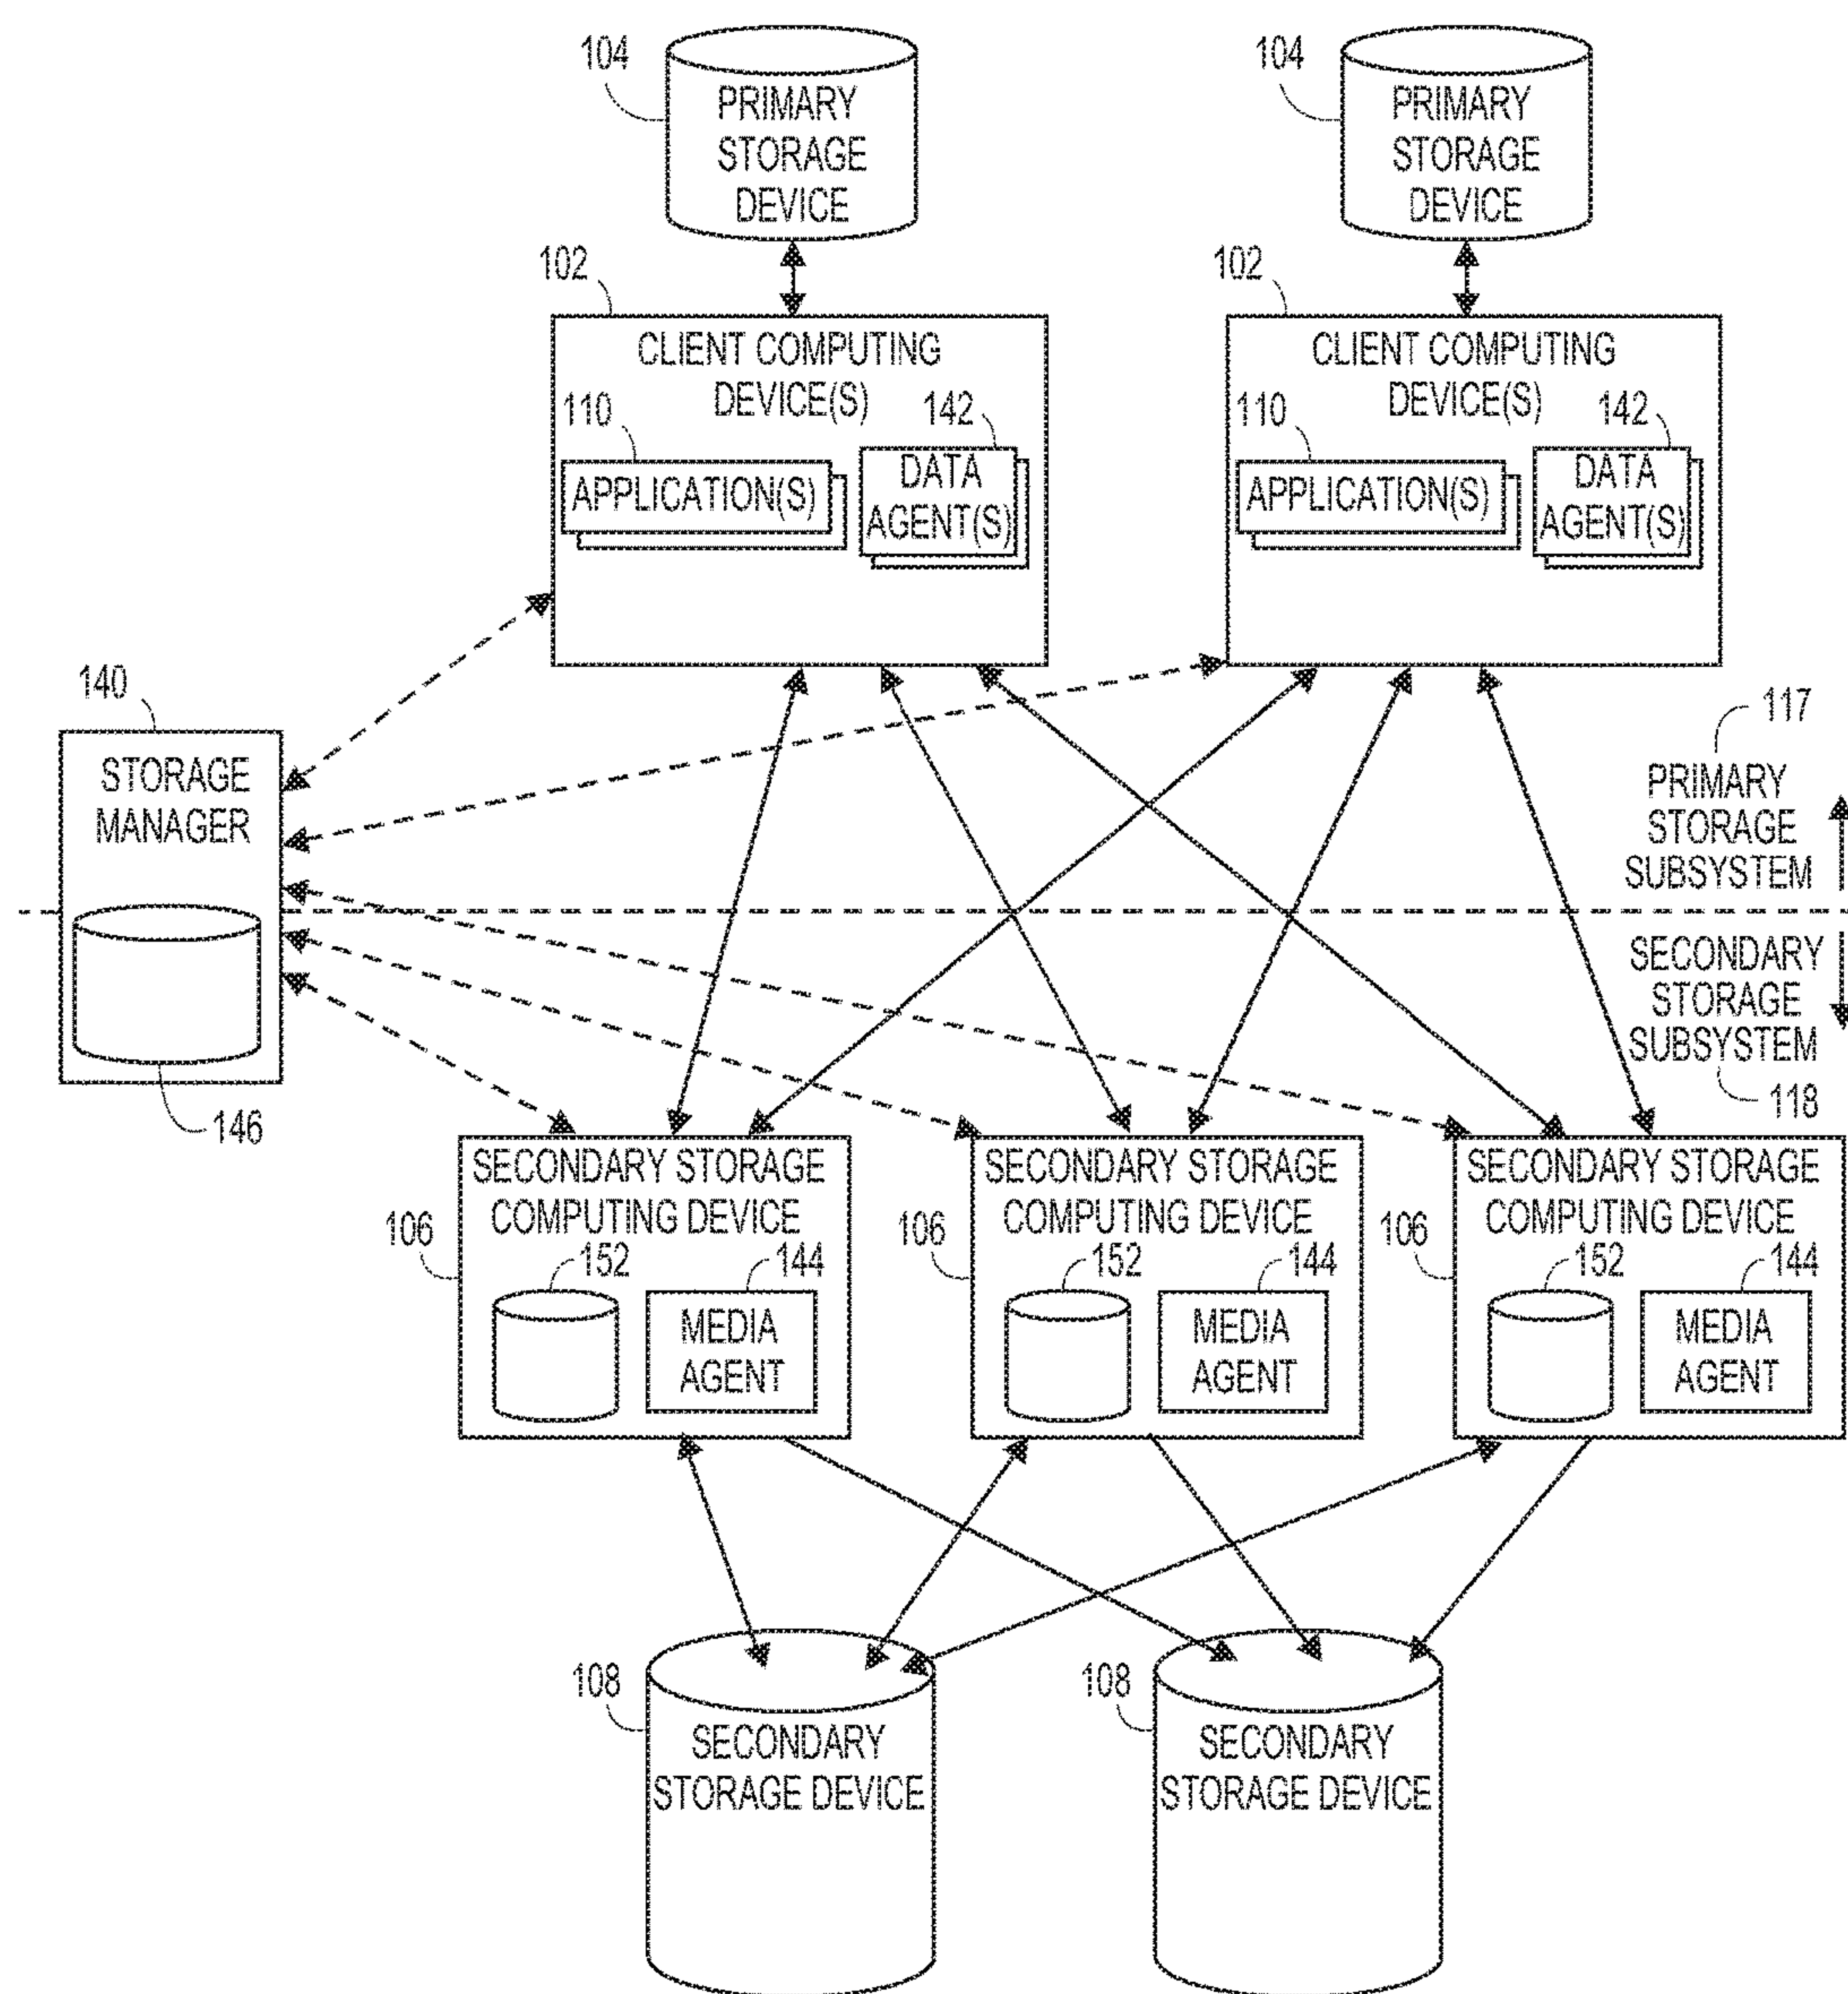 104
PRIMARY
STORAGE
DEVICE
104
PRIMARY
STORAGE
DEVICE
102
CLIENT COMPUTING
DEVICE(S)
110
142
APPLICATION(S)
DATA
AGENT(S)
102
CLIENT COMPUTING
DEVICE(S)
110
142
APPLICATION(S)
DATA
AGENT(S)
140
STORAGE
MANAGER
146
117
PRIMARY
STORAGE
SUBSYSTEM
SECONDARY
STORAGE
SUBSYSTEM
118
106
SECONDARY STORAGE
COMPUTING DEVICE
152
144
MEDIA
AGENT
106
SECONDARY STORAGE
COMPUTING DEVICE
152
144
MEDIA
AGENT
106
SECONDARY STORAGE
COMPUTING DEVICE
152
144
MEDIA
AGENT
108
SECONDARY
STORAGE DEVICE
108
SECONDARY
STORAGE DEVICE